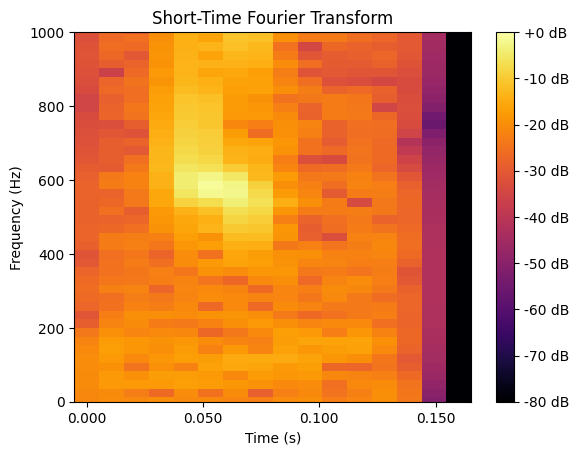 Short-Time Fourier Transform
Frequency (Hz)
1000
800
600
400
200
0
0.000 0.050 0.100 0.150
Time (s)
+0 dB
-10 dB
-20 dB
-30 dB
-40 dB
-50 dB
-60 dB
-70 dB
-80 dB